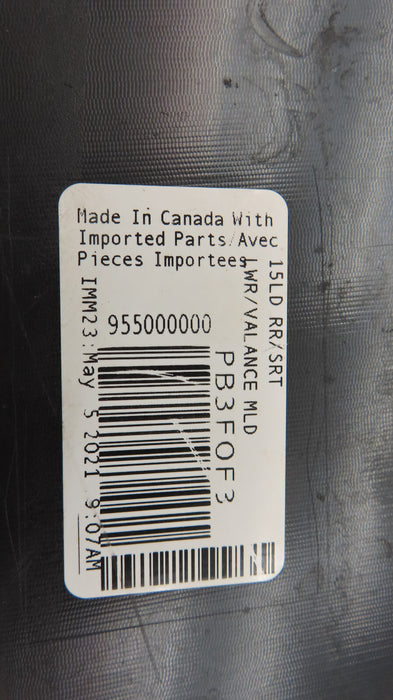 Made In Canada With
Imported Parts/Avec
Pieces Importees
15LD RR/SRT
LWR/VALANCE MLD
955000000
PB3F0F3
IMM23:May 5 2021 9:07AM